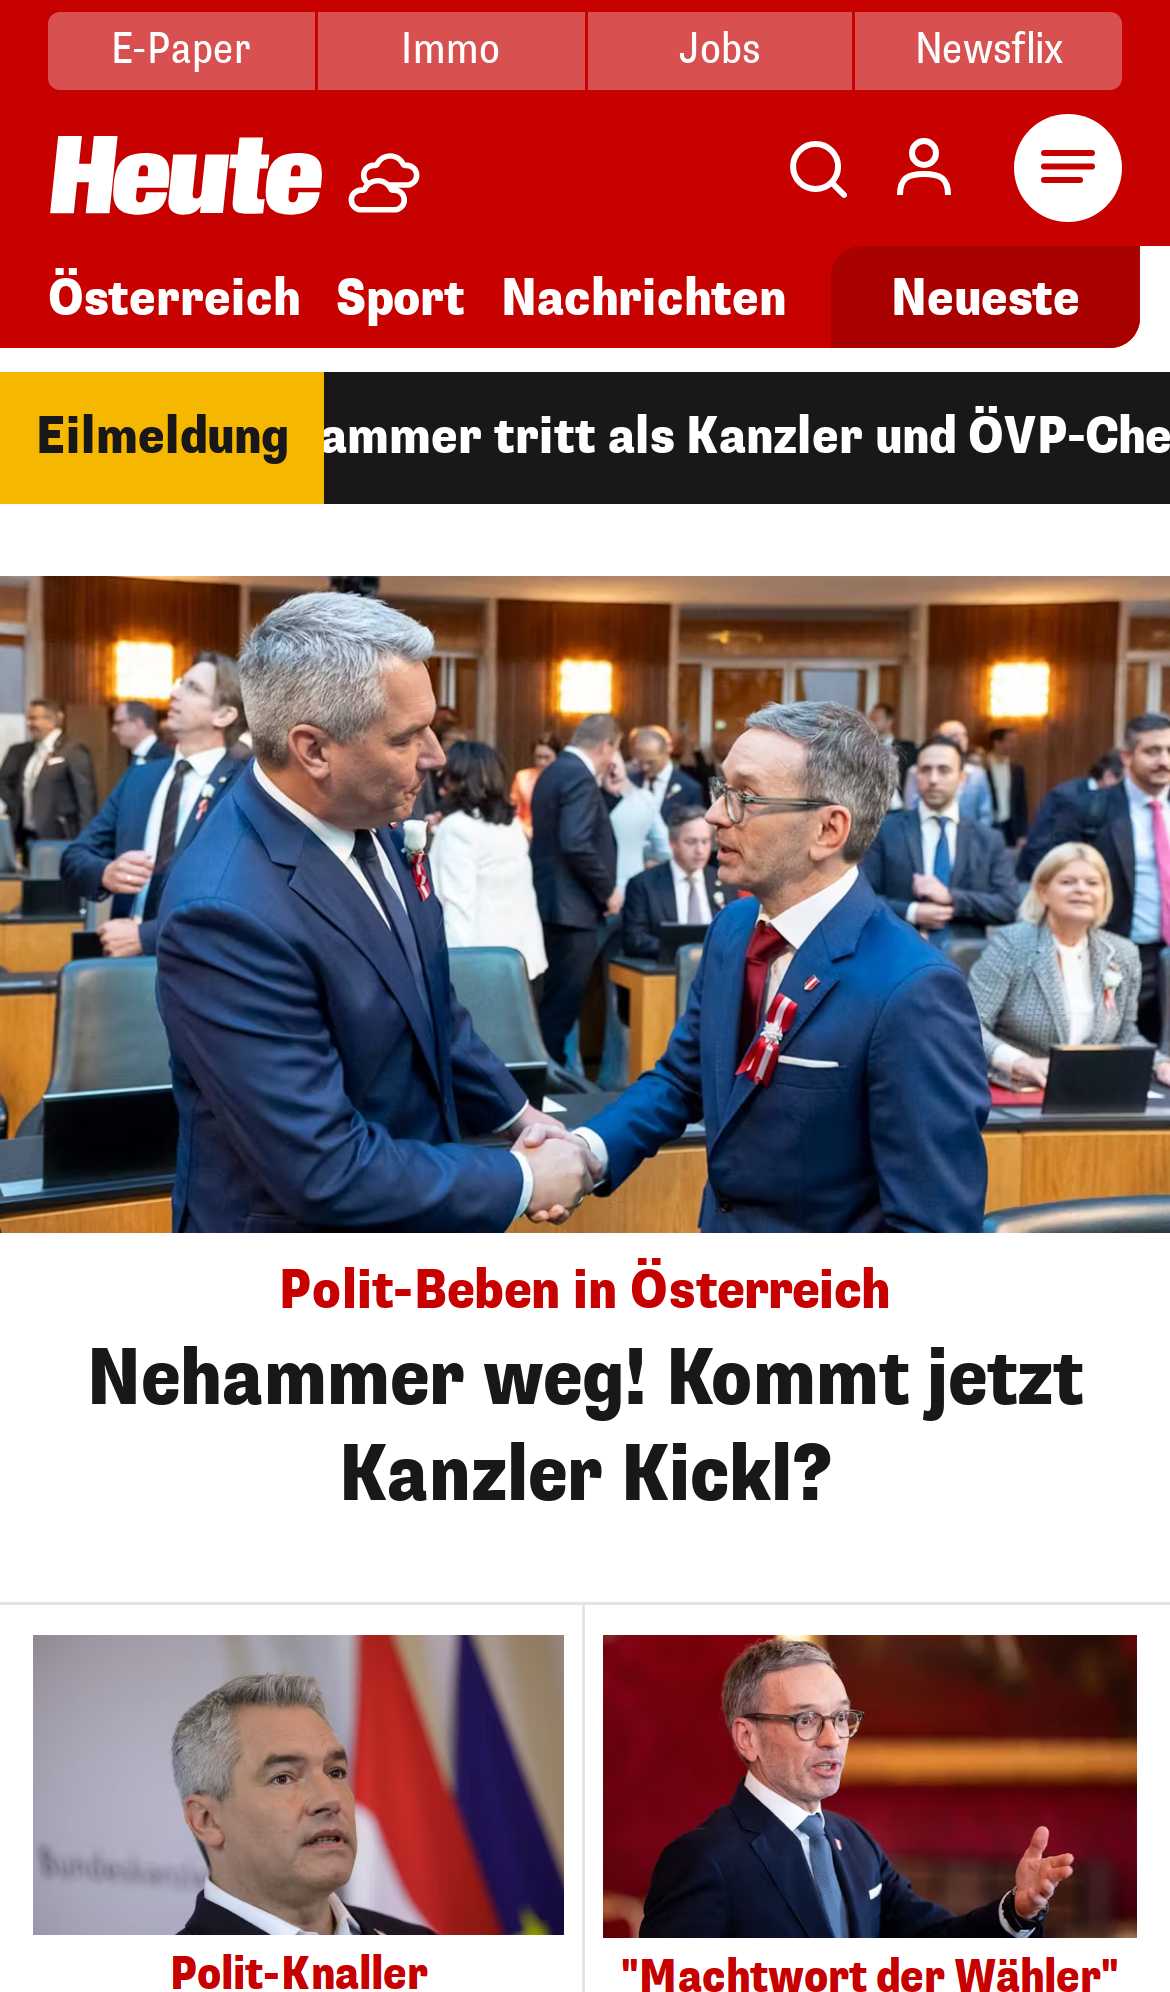 E-Paper Immo Jobs Newsflix
Heute
Österreich Sport Nachrichten Neueste
Eilmeldung ammer tritt als Kanzler und ÖVP-Che
Polit-Beben in Österreich
Nehammer weg! Kommt jetzt
Kanzler Kickl?
Bundeskanzle
Polit-Knaller
"Machtwort der Wähler"